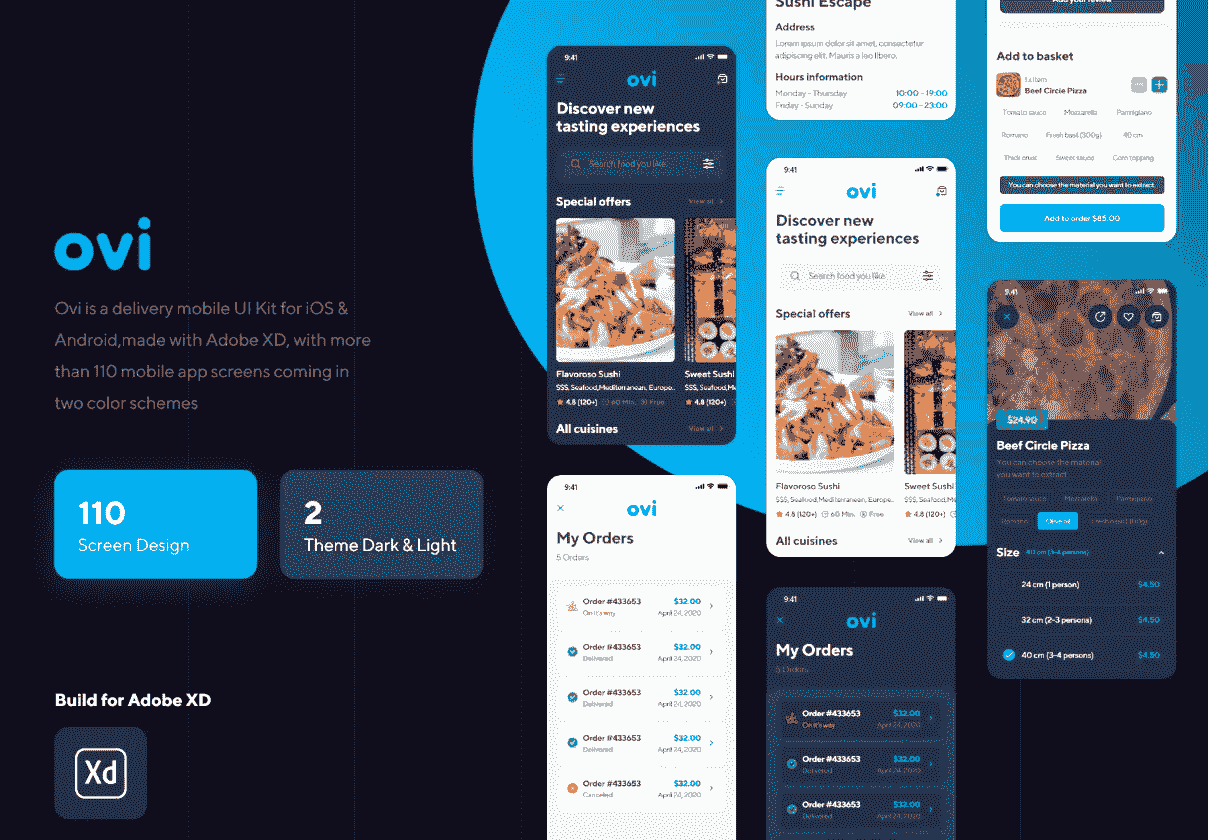 ovi
Ovi is a delivery mobile UI Kit for iOS &
Android,made with Adobe XD, with more
than 110 mobile app screens coming in
two color schemes
110
Screen Design
2
Theme Dark & Light
Build for Adobe XD
Xd
9:41
ovi
Discover new
tasting experiences
Search food you like
Special offers
View all
Flavoroso Sushi
$$$, Seafood,Mediterranean, Europe..
4.8 (120+)
60 Min.
Free
Sweet Sushi
$$$, Seafood,Me
4.8 (120+)
All cuisines
View all
9:41
ovi
My Orders
5 Orders
Order #433653
$32.00
On it's way
April 24, 2020
Order #433653
$32.00
Delivered
April 24, 2020
Order #433653
$32.00
Delivered
April 24, 2020
Order #433653
$32.00
Delivered
April 24, 2020
Order #433653
$32.00
Canceled
April 24, 2020
Sushi Escape
Address
Lorem ipsum dolor sit amet, consectetur
adipiscing elit. Mauris a leo libero.
Hours information
Monday - Thursday
10:00 - 19:00
Friday - Sunday
09:00 - 23:00
9:41
ovi
Discover new
tasting experiences
Search food you like
Special offers
View all
Flavoroso Sushi
$$$, Seafood,Mediterranean, Europe..
4.8 (120+)
60 Min.
Free
Sweet Sushi
$$$, Seafood,Me
4.8 (120+)
All cuisines
View all
9:41
ovi
My Orders
5 Orders
Order #433653
$32.00
On it's way
April 24, 2020
Order #433653
$32.00
Delivered
April 24, 2020
Order #433653
$32.00
Delivered
April 24, 2020
Add your review
Add to basket
1x Item
Beef Circle Pizza
Tomato sauce
Mozzarella
Parmigiano
Romano
Fresh basil (300g)
40 cm
Thick crust
Sweet sauce
Corn topping
You can choose the material you want to extract.
Add to order $85.00
9:41
$24.90
Beef Circle Pizza
You can choose the material
you want to extract
Tomato sauce
Mozzarella
Parmigiano
Romano
Olive oil
Size
40 cm (3-4 persons)
24 cm (1 person)
$4.50
32 cm (2-3 persons)
$4.50
40 cm (3-4 persons)
$4.50